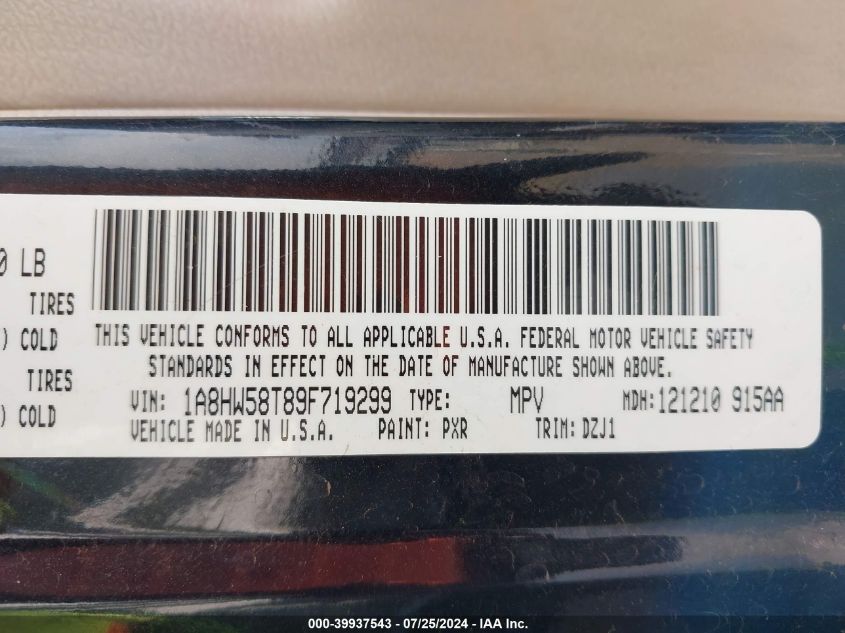 0 LB
TIRES
) COLD
TIRES
) COLD
THIS VEHICLE CONFORMS TO ALL APPLICABLE U.S.A. FEDERAL MOTOR VEHICLE SAFETY
STANDARDS IN EFFECT ON THE DATE OF MANUFACTURE SHOWN ABOVE.
VIN: 1A8HW58T89F719299 TYPE: MPV MDH: 121210 915AA
VEHICLE MADE IN U.S.A. PAINT: PXR TRIM: DZJ1
000-39937543 - 07/25/2024 - IAA Inc.